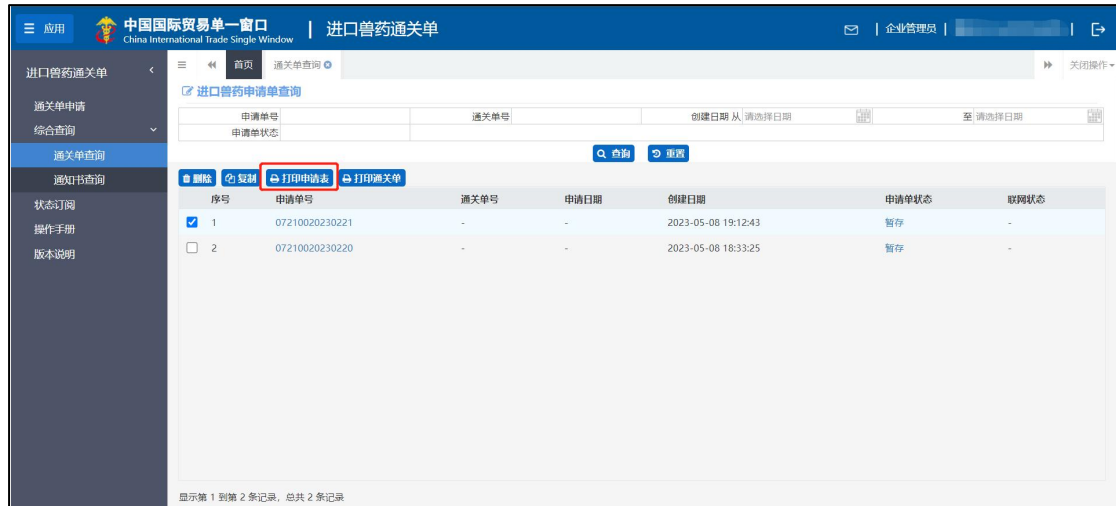 应用 中国国际贸易单一窗口 | 进口兽药通关单 | 企业管理员 |
China International Trade Single Window
进口兽药通关单 首页 通关单查询 关闭操作
进口兽药申请单查询
通关单申请
申请单号 通关单号 创建日期 从 请选择日期 至 请选择日期
综合查询 申请单状态
通关单查询 查询 重置
通知书查询 删除 复制 打印申请表 打印通关单
状态订阅 序号 申请单号 通关单号 申请日期 创建日期 申请单状态 联网状态
操作手册 1 07210020230221 - - 2023-05-08 19:12:43 暂存 -
版本说明 2 07210020230220 - - 2023-05-08 18:33:25 暂存 -
显示第 1 到第 2 条记录，总共 2 条记录